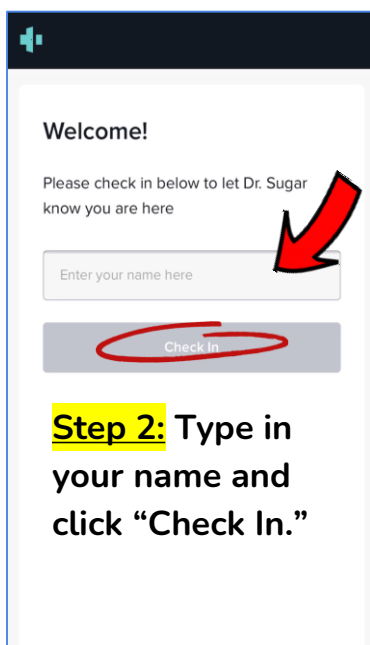 Welcome!
Please check in below to let Dr. Sugar
know you are here
Enter your name here
Check In
Step 2: Type in
your name and
click “Check In.”